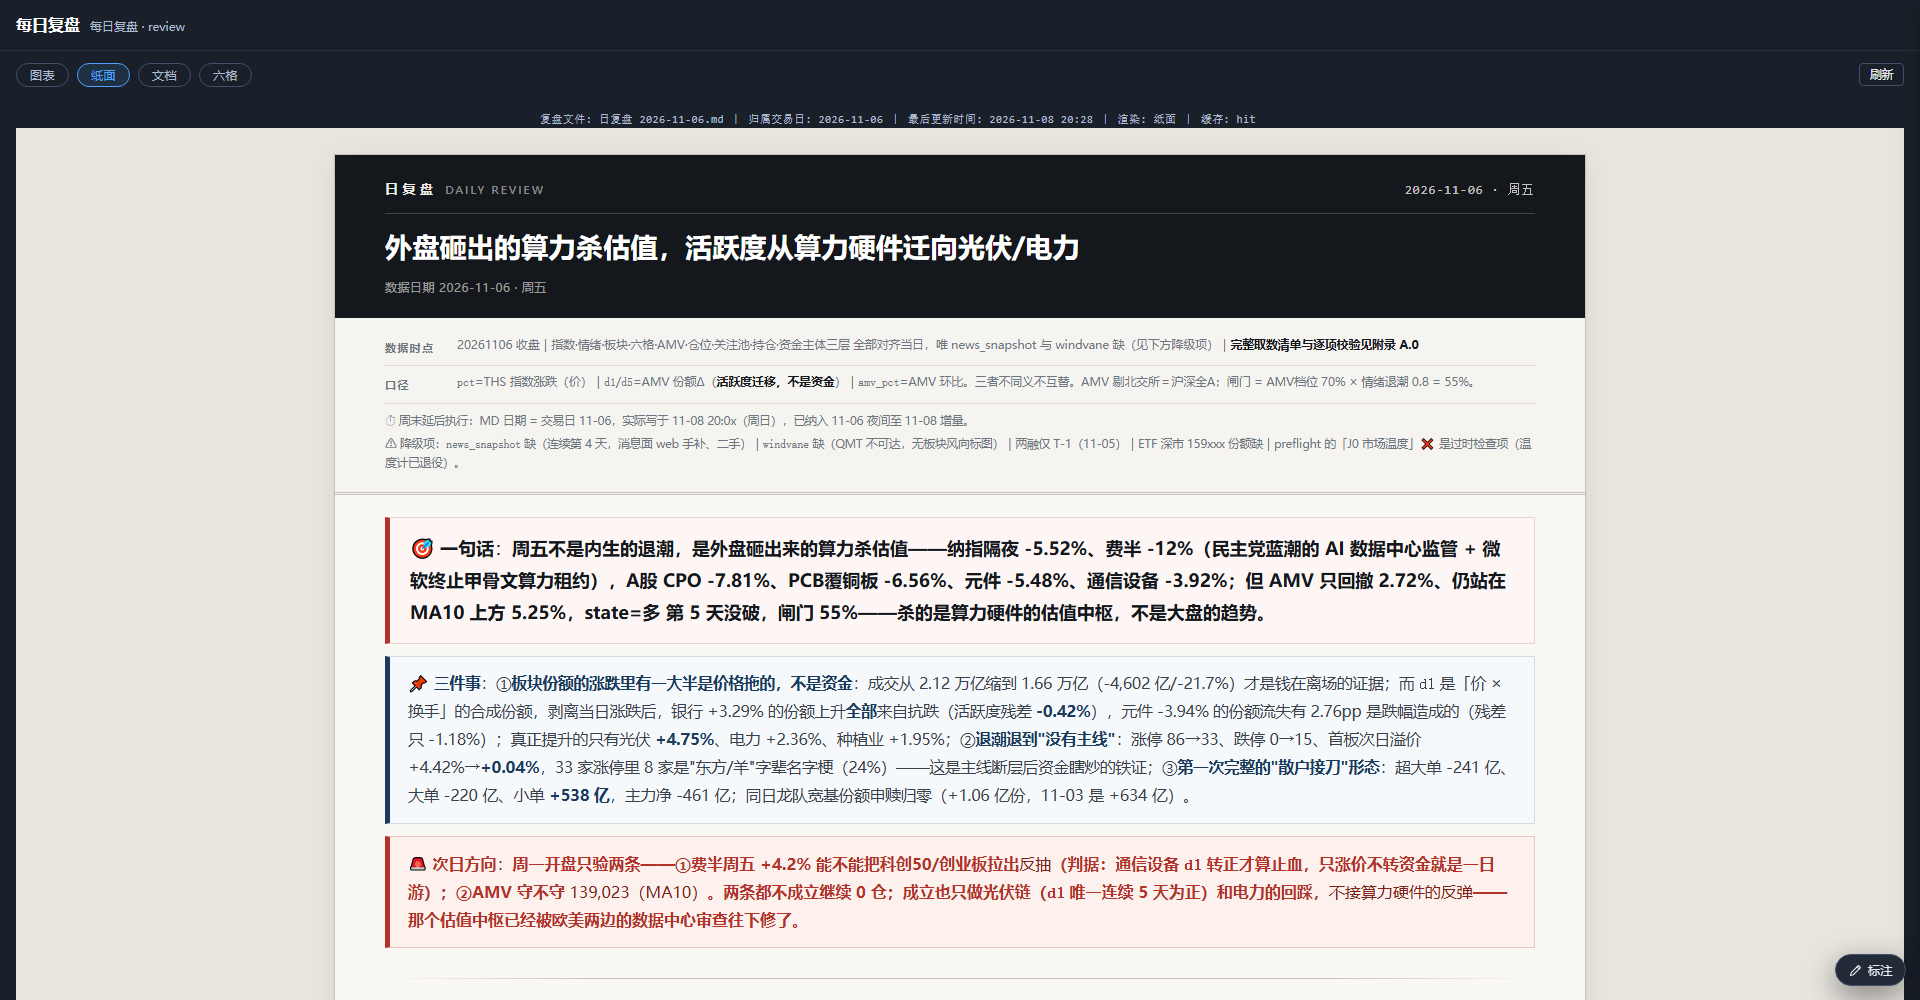 每日复盘 每日复盘 · review
图表 纸面 文档 六格 刷新
复盘文件: 日复盘 2026-11-06.md | 归属交易日: 2026-11-06 | 最后更新时间: 2026-11-08 20:28 | 渲染: 纸面 | 缓存: hit
日复盘 DAILY REVIEW 2026-11-06 · 周五
外盘砸出的算力杀估值，活跃度从算力硬件迁向光伏/电力
数据日期 2026-11-06 · 周五
数据时点 20261106 收盘 | 指数·情绪·板块·六格·AMV·仓位·关注池·持仓·资金主体三层 全部对齐当日，唯 news_snapshot 与 windvane 缺（见下方降级项） | 完整取数清单与逐项校验见附录 A.0
口径 pct=THS 指数涨跌（价） | d1/d5=AMV 份额Δ（活跃度迁移，不是资金） | amv_pct=AMV 环比。三者不同义不互替。AMV 剔北交所＝沪深全A；闸门 = AMV档位 70% × 情绪退潮 0.8 = 55%。
⏱ 周末延后执行：MD 日期 = 交易日 11-06，实际写于 11-08 20:0x（周日），已纳入 11-06 夜间至 11-08 增量。
⚠ 降级项：news_snapshot 缺（连续第 4 天，消息面 web 手补、二手） | windvane 缺（QMT 不可达，无板块风向标图） | 两融仅 T-1（11-05） | ETF 深市 159xxx 份额缺 | preflight 的「J0 市场温度」❌ 是过时检查项（温
度计已退役）。
🎯 一句话：周五不是内生的退潮，是外盘砸出来的算力杀估值——纳指隔夜 -5.52%、费半 -12%（民主党蓝潮的 AI 数据中心监管 + 微
软终止甲骨文算力租约），A股 CPO -7.81%、PCB覆铜板 -6.56%、元件 -5.48%、通信设备 -3.92%；但 AMV 只回撤 2.72%、仍站在
MA10 上方 5.25%，state=多 第 5 天没破，闸门 55%——杀的是算力硬件的估值中枢，不是大盘的趋势。
📌 三件事：①板块份额的涨跌里有一大半是价格拖的，不是资金：成交从 2.12 万亿缩到 1.66 万亿（-4,602 亿/-21.7%）才是钱在离场的证据；而 d1 是「价 ×
换手」的合成份额，剥离当日涨跌后，银行 +3.29% 的份额上升全部来自抗跌（活跃度残差 -0.42%），元件 -3.94% 的份额流失有 2.76pp 是跌幅造成的（残差
只 -1.18%）；真正提升的只有光伏 +4.75%、电力 +2.36%、种植业 +1.95%；②退潮退到"没有主线"：涨停 86→33、跌停 0→15、首板次日溢价
+4.42%→+0.04%，33 家涨停里 8 家是"东方/羊"字辈名字梗（24%）——这是主线断层后资金瞎炒的铁证；③第一次完整的"散户接刀"形态：超大单 -241 亿、
大单 -220 亿、小单 +538 亿，主力净 -461 亿；同日龙队宽基份额申赎归零（+1.06 亿份，11-03 是 +634 亿）。
🚨 次日方向：周一开盘只验两条——①费半周五 +4.2% 能不能把科创50/创业板拉出反抽（判据：通信设备 d1 转正才算止血，只涨价不转资金就是一日
游）；②AMV 守不守 139,023（MA10）。两条都不成立继续 0 仓；成立也只做光伏链（d1 唯一连续 5 天为正）和电力的回踩，不接算力硬件的反弹——
那个估值中枢已经被欧美两边的数据中心审查往下修了。
标注